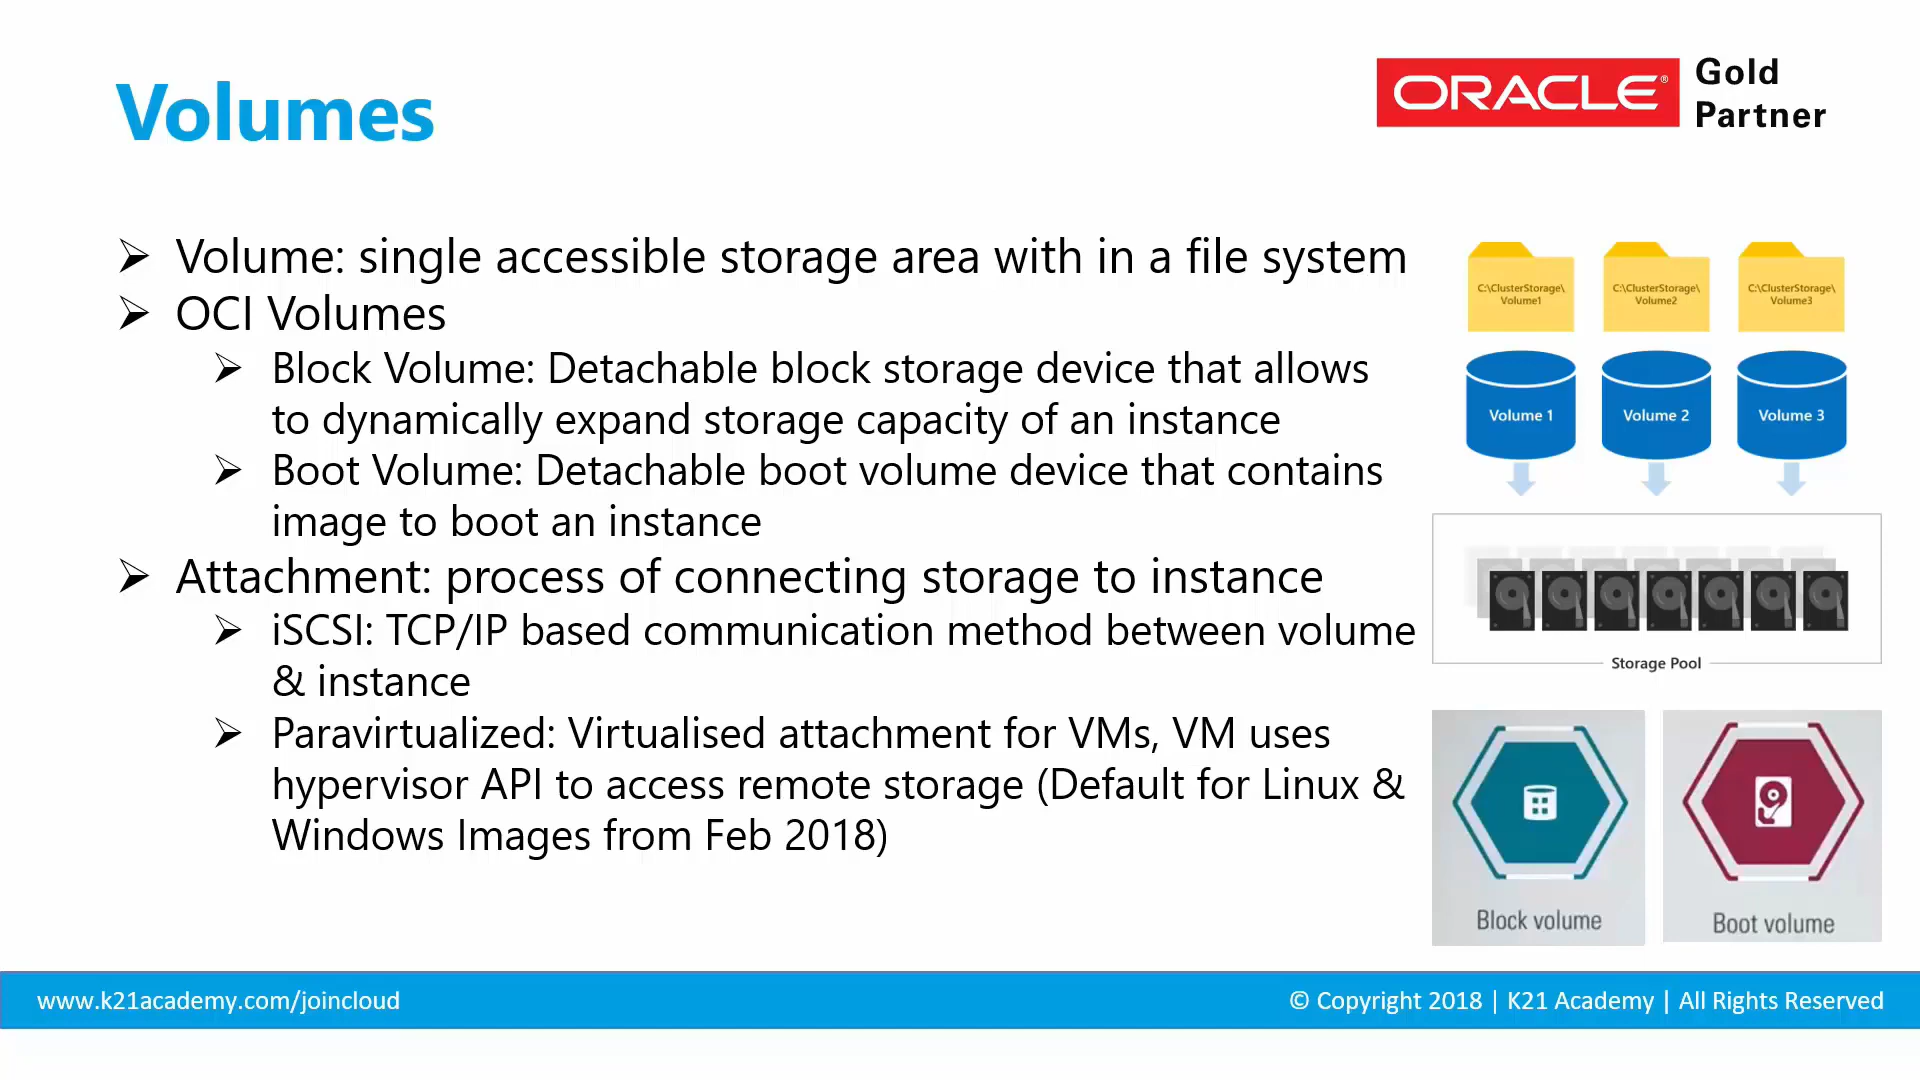 Volumes
ORACLE® Gold
Partner
➢ Volume: single accessible storage area with in a file system
➢ OCI Volumes
➢ Block Volume: Detachable block storage device that allows
to dynamically expand storage capacity of an instance
➢ Boot Volume: Detachable boot volume device that contains
image to boot an instance
➢ Attachment: process of connecting storage to instance
➢ iSCSI: TCP/IP based communication method between volume
& instance
➢ Paravirtualized: Virtualised attachment for VMs, VM uses
hypervisor API to access remote storage (Default for Linux &
Windows Images from Feb 2018)
C:\ClusterStorage\
Volume1
C:\ClusterStorage\
Volume2
C:\ClusterStorage\
Volume3
Volume 1
Volume 2
Volume 3
Storage Pool
Block volume
Boot volume
www.k21academy.com/joincloud
© Copyright 2018 | K21 Academy | All Rights Reserved